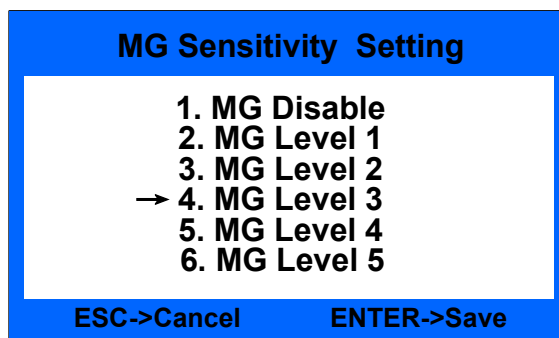 MG Sensitivity Setting
1. MG Disable
2. MG Level 1
3. MG Level 2
→ 4. MG Level 3
5. MG Level 4
6. MG Level 5
ESC->Cancel ENTER->Save